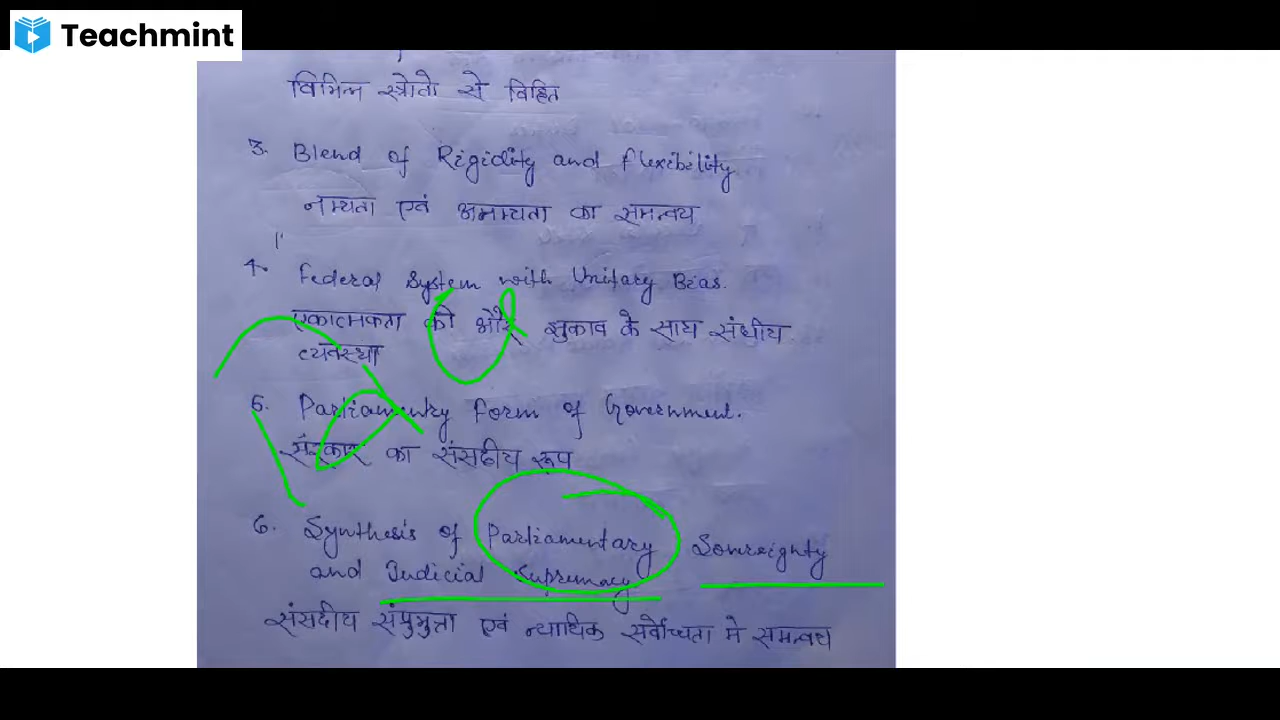 Teachmint
विभिन्न स्त्रोतो से विहित
3. Blend of Rigidity and flexibility
नम्यता एवं अनम्यता का समन्वय
4. Federal System with Unitary Bias.
एकात्मकता की और झुकाव के साथ संघीय
व्यवस्था
5. Parliamentry form of Government.
सरकार का संसदीय रूप
6. Synthesis of Parliamentary Sovereignty
and Judicial Supremacy
संसदीय संप्रभुत्ता एवं न्यायिक सर्वोच्चता मे समन्वय